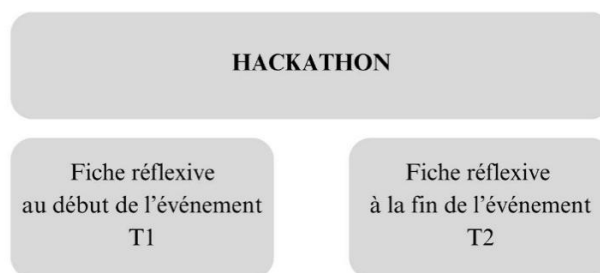 HACKATHON
Fiche réflexive
au début de l'événement
T1
Fiche réflexive
à la fin de l'événement
T2